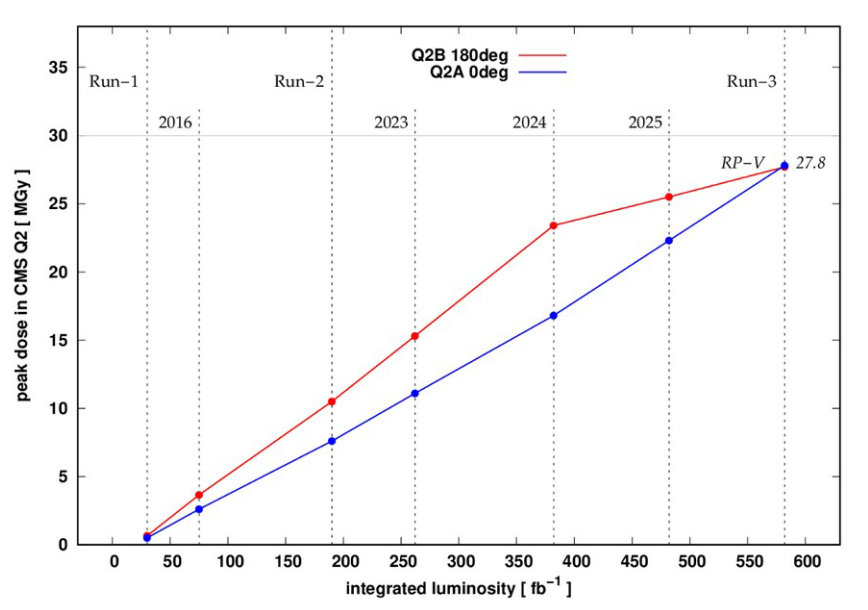 Q2B 180deg
Q2A 0deg
Run−1
Run−2
Run−3
2016
2023
2024
2025
RP−V 27.8
peak dose in CMS Q2 [ MGy ]
35
30
25
20
15
10
5
0
0 50 100 150 200 250 300 350 400 450 500 550 600
integrated luminosity [ fb⁻¹ ]